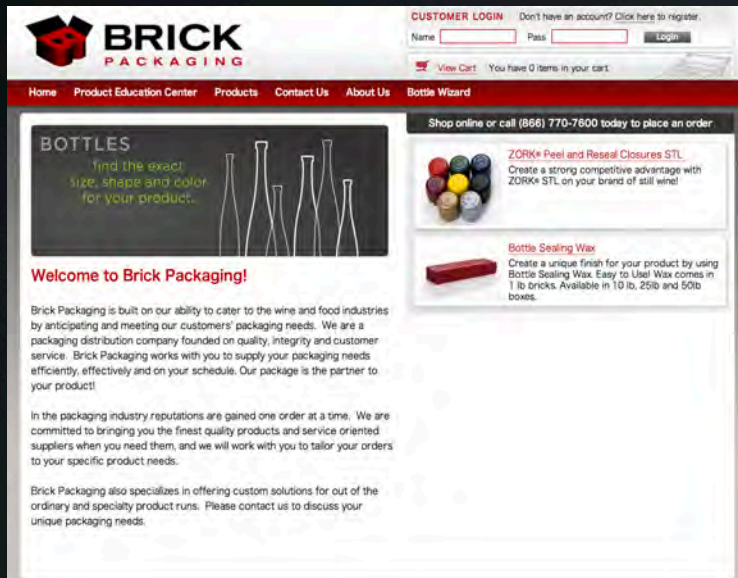 BRICK
PACKAGING
CUSTOMER LOGIN Don't have an account? Click here to register.
Name Pass Login
View Cart You have 0 items in your cart
Home Product Education Center Products Contact Us About Us Bottle Wizard
BOTTLES
find the exact
size, shape and color
for your product.
Welcome to Brick Packaging!
Brick Packaging is built on our ability to cater to the wine and food industries
by anticipating and meeting our customers' packaging needs. We are a
packaging distribution company founded on quality, integrity and customer
service. Brick Packaging works with you to supply your packaging needs
efficiently, effectively and on your schedule. Our package is the partner to
your product!
In the packaging industry reputations are gained one order at a time. We are
committed to bringing you the finest quality products and service oriented
suppliers when you need them, and we will work with you to tailor your orders
to your specific product needs.
Brick Packaging also specializes in offering custom solutions for out of the
ordinary and specialty product runs. Please contact us to discuss your
unique packaging needs.
Shop online or call (866) 770-7600 today to place an order
ZORK® Peel and Reseal Closures STL
Create a strong competitive advantage with
ZORK® STL on your brand of still wine!
Bottle Sealing Wax
Create a unique finish for your product by using
Bottle Sealing Wax. Easy to Use! Wax comes in
1 lb bricks. Available in 10 lb, 25lb and 50lb
boxes.